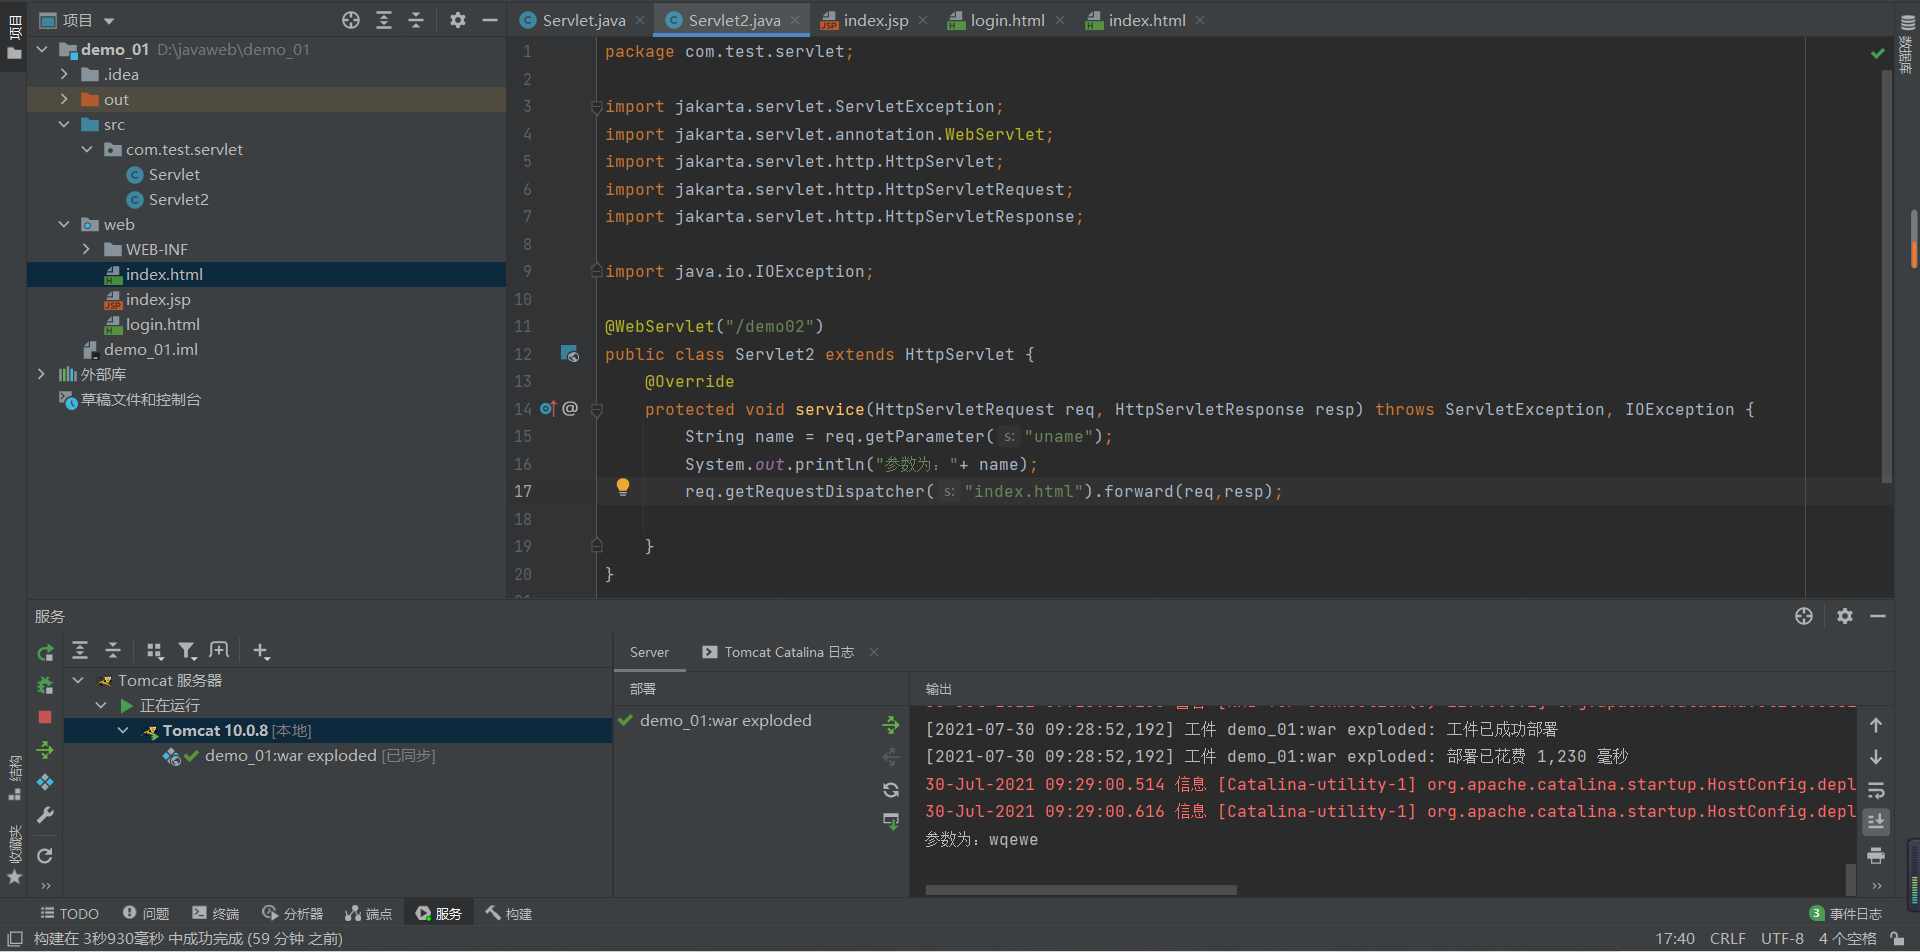 项目
项目
Servlet.java
Servlet2.java
index.jsp
login.html
index.html
数据库
demo_01 D:\javaweb\demo_01
.idea
out
src
com.test.servlet
Servlet
Servlet2
web
WEB-INF
index.html
index.jsp
login.html
demo_01.iml
外部库
草稿文件和控制台
1 package com.test.servlet;
2
3 import jakarta.servlet.ServletException;
4 import jakarta.servlet.annotation.WebServlet;
5 import jakarta.servlet.http.HttpServlet;
6 import jakarta.servlet.http.HttpServletRequest;
7 import jakarta.servlet.http.HttpServletResponse;
8
9 import java.io.IOException;
10
11 @WebServlet("/demo02")
12 public class Servlet2 extends HttpServlet {
13 @Override
14 @ protected void service(HttpServletRequest req, HttpServletResponse resp) throws ServletException, IOException {
15 String name = req.getParameter( s: "uname");
16 System.out.println("参数为："+ name);
17 req.getRequestDispatcher( s: "index.html").forward(req,resp);
18
19 }
20 }
服务
Server
Tomcat Catalina 日志
Tomcat 服务器
正在运行
Tomcat 10.0.8 [本地]
demo_01:war exploded [已同步]
部署
demo_01:war exploded
输出
[2021-07-30 09:28:52,192] 工件 demo_01:war exploded: 工件已成功部署
[2021-07-30 09:28:52,192] 工件 demo_01:war exploded: 部署已花费 1,230 毫秒
30-Jul-2021 09:29:00.514 信息 [Catalina-utility-1] org.apache.catalina.startup.HostConfig.depl
30-Jul-2021 09:29:00.616 信息 [Catalina-utility-1] org.apache.catalina.startup.HostConfig.depl
参数为：wqewe
结构
收藏夹
TODO
问题
终端
分析器
端点
服务
构建
3 事件日志
构建在 3秒930毫秒 中成功完成 (59 分钟 之前)
17:40 CRLF UTF-8 4 个空格